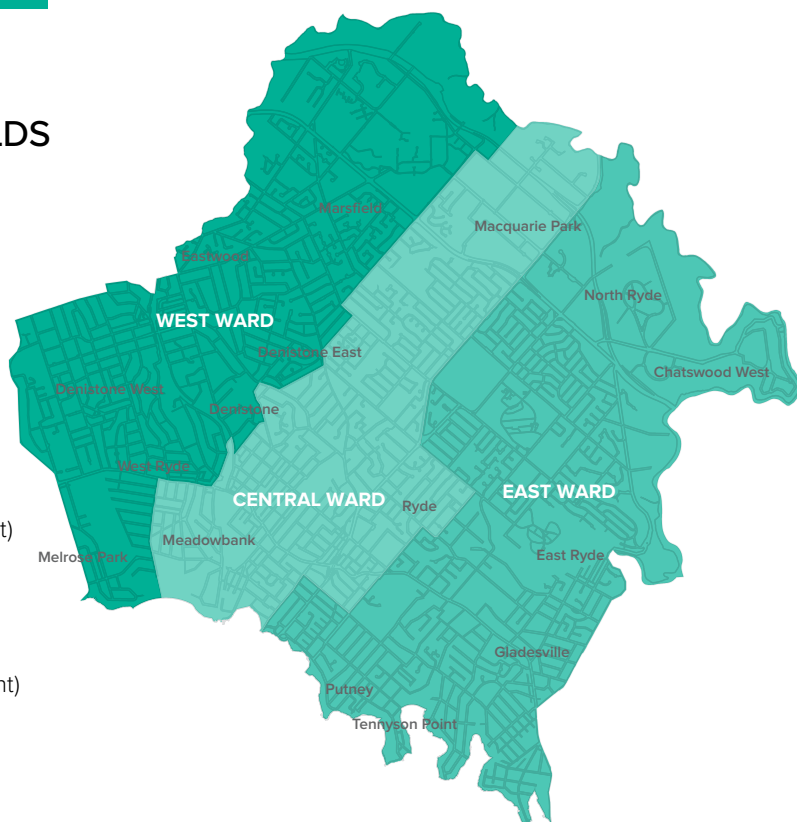 LDS
Marsfield
Macquarie Park
Eastwood
North Ryde
WEST WARD
Denistone East
Chatswood West
Denistone West
Denistone
West Ryde
EAST WARD
CENTRAL WARD
Ryde
t)
Meadowbank
Melrose Park
East Ryde
Gladesville
nt)
Putney
Tennyson Point